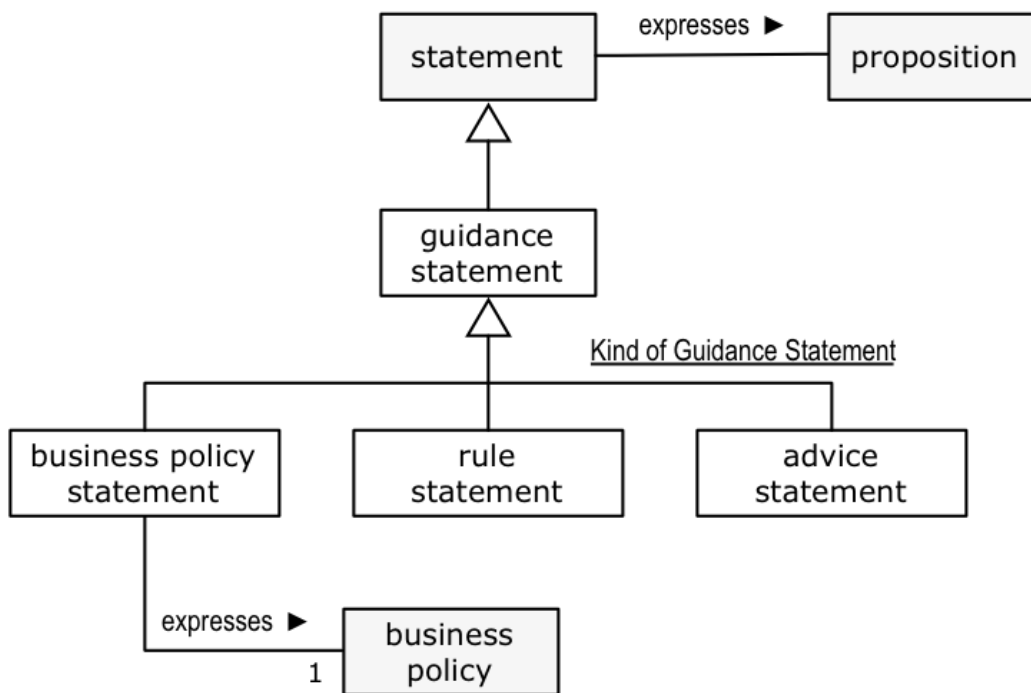 expresses ►
statement
proposition
guidance
statement
Kind of Guidance Statement
business policy
statement
rule
statement
advice
statement
expresses ►
1
business
policy